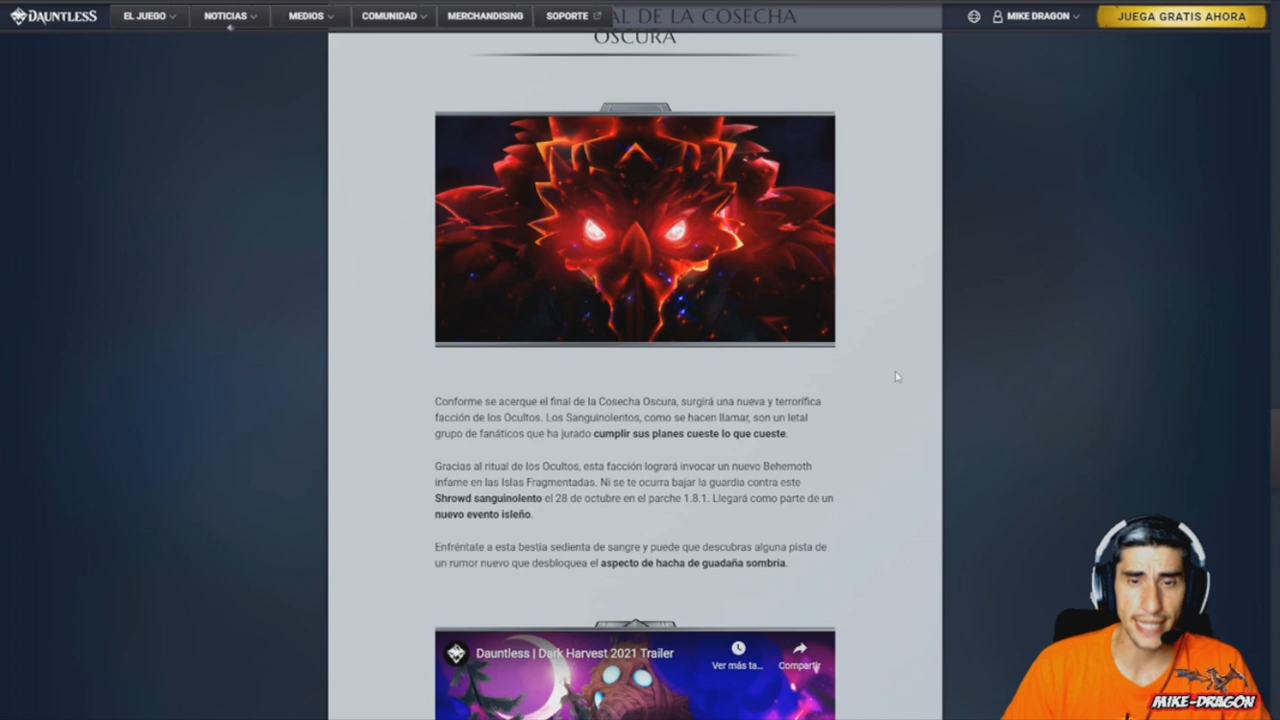 DAUNTLESS
EL JUEGO
NOTICIAS
MEDIOS
COMUNIDAD
MERCHANDISING
SOPORTE
MIKE DRAGON
JUEGA GRATIS AHORA
AL DE LA COSECHA
OSCURA
Conforme se acerque el final de la Cosecha Oscura, surgirá una nueva y terrorífica
facción de los Ocultos. Los Sanguinolentos, como se hacen llamar, son un letal
grupo de fanáticos que ha jurado cumplir sus planes cueste lo que cueste.
Gracias al ritual de los Ocultos, esta facción logrará invocar un nuevo Behemoth
infame en las Islas Fragmentadas. Ni se te ocurra bajar la guardia contra este
Shrowd sanguinolento el 28 de octubre en el parche 1.8.1. Llegará como parte de un
nuevo evento isleño.
Enfréntate a esta bestia sedienta de sangre y puede que descubras alguna pista de
un rumor nuevo que desbloquea el aspecto de hacha de guadaña sombría.
Dauntless | Dark Harvest 2021 Trailer
Ver más ta...
Compartir
MIKE-DRAGON